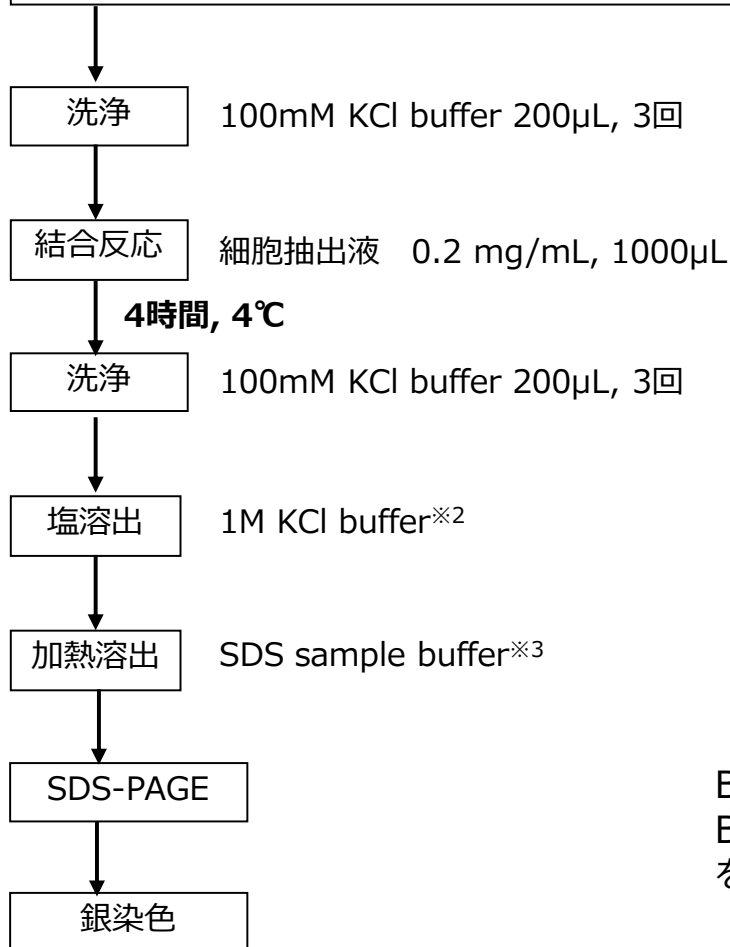 洗浄 100mM KCl buffer 200μL, 3回
結合反応 細胞抽出液 0.2 mg/mL, 1000μL
4時間, 4℃
洗浄 100mM KCl buffer 200μL, 3回
塩溶出 1M KCl buffer※2
加熱溶出 SDS sample buffer※3
SDS-PAGE
銀染色